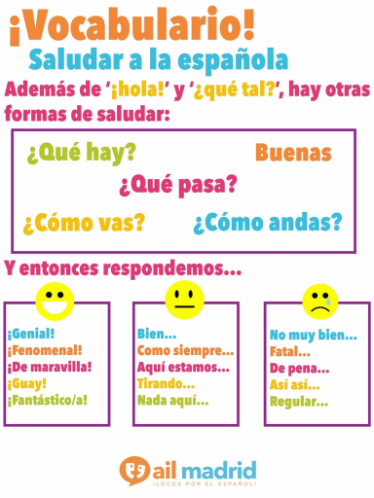 ¡Vocabulario!
Saludar a la española
Además de ‘¡hola!’ y ‘¿qué tal?’, hay otras
formas de saludar:
¿Qué hay?
Buenas
¿Qué pasa?
¿Cómo vas?
¿Cómo andas?
Y entonces respondemos...
¡Genial!
¡Fenomenal!
¡De maravilla!
¡Guay!
¡Fantástico/a!
Bien...
Como siempre...
Aquí estamos...
Tirando...
Nada aquí...
No muy bien...
Fatal...
De pena...
Así así...
Regular...
ail madrid
¡LOCOS POR EL ESPAÑOL!